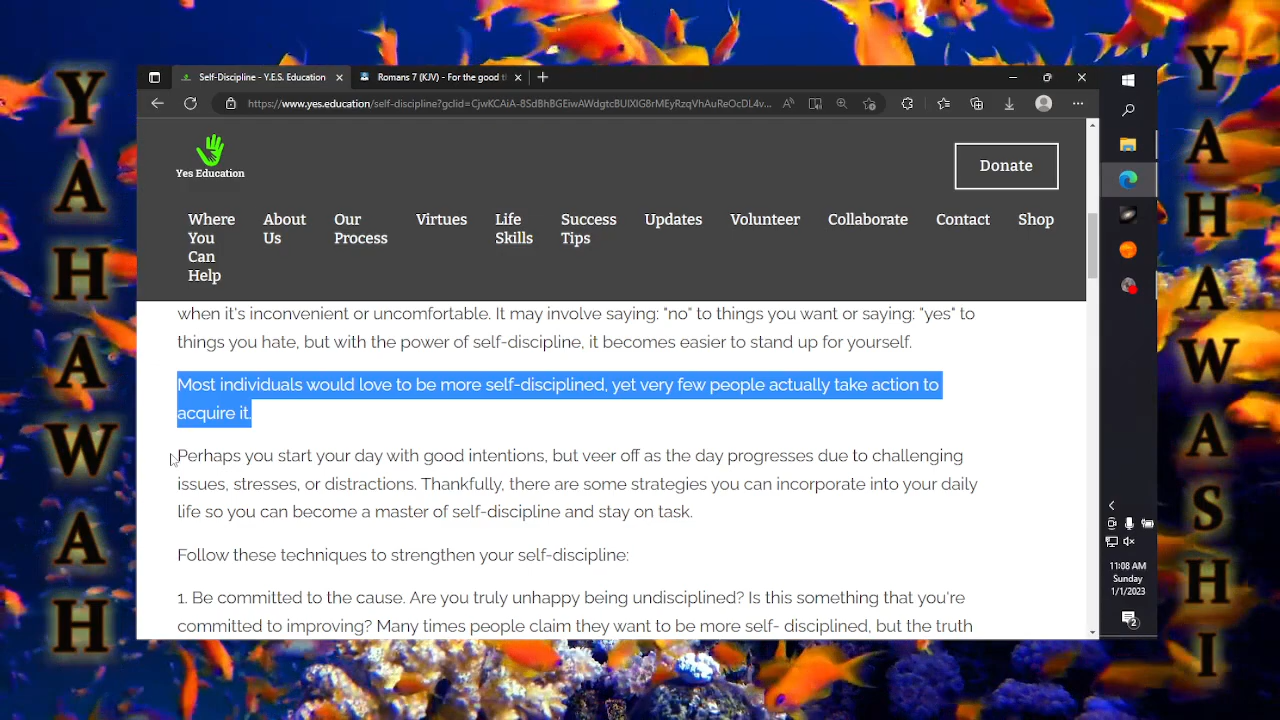 YAHAWAH
Self-Discipline - Y.E.S. Education
Romans 7 (KJV) - For the good t
https://www.yes.education/self-discipline?gclid=CjwKCAiA-8SdBhBGEiwAWdgtcBUIXlG8rMEyRzqVhAuReOcDL4v...
Yes Education
Donate
Where You Can Help
About Us
Our Process
Virtues
Life Skills
Success Tips
Updates
Volunteer
Collaborate
Contact
Shop
when it's inconvenient or uncomfortable. It may involve saying: "no" to things you want or saying: "yes" to
things you hate, but with the power of self-discipline, it becomes easier to stand up for yourself.
Most individuals would love to be more self-disciplined, yet very few people actually take action to
acquire it.
Perhaps you start your day with good intentions, but veer off as the day progresses due to challenging
issues, stresses, or distractions. Thankfully, there are some strategies you can incorporate into your daily
life so you can become a master of self-discipline and stay on task.
Follow these techniques to strengthen your self-discipline:
1. Be committed to the cause. Are you truly unhappy being undisciplined? Is this something that you're
committed to improving? Many times people claim they want to be more self- disciplined, but the truth
11:08 AM
Sunday
1/1/2023
2
YAHAWASHI